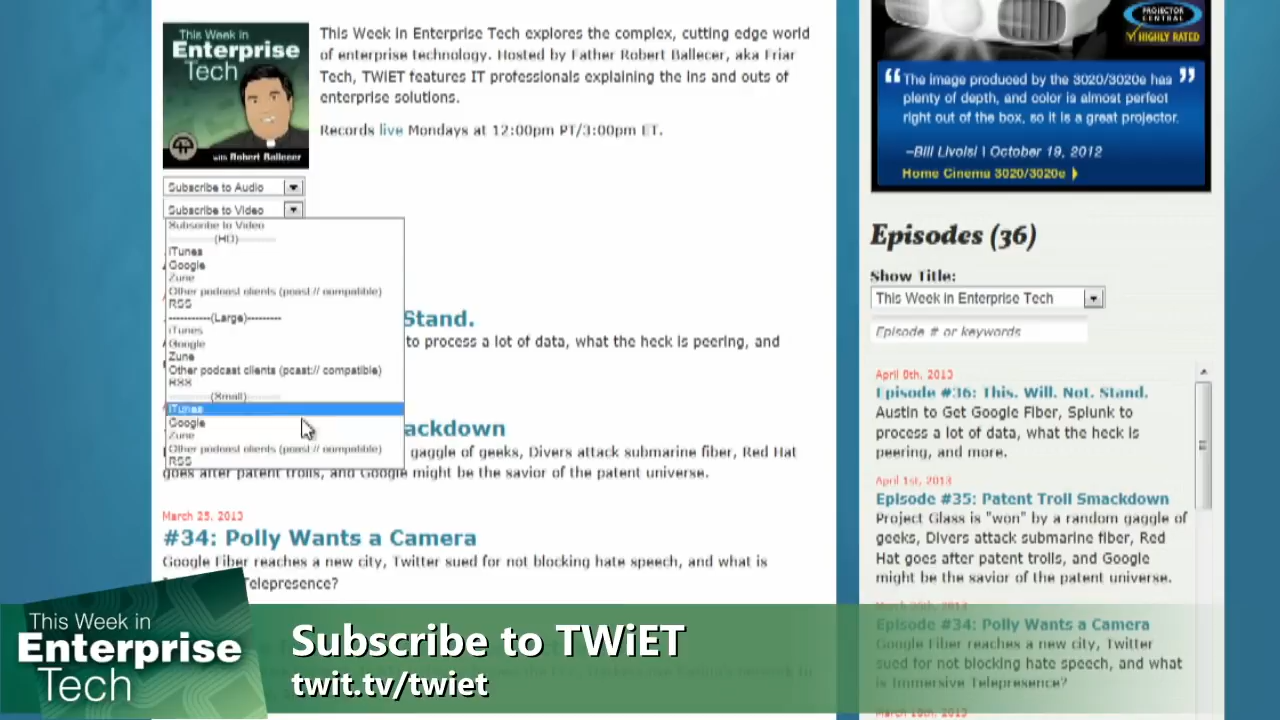 This Week in
Enterprise
Tech
with Robert Ballecer
This Week in Enterprise Tech explores the complex, cutting edge world
of enterprise technology. Hosted by Father Robert Ballecer, aka Friar
Tech, TWiET features IT professionals explaining the ins and outs of
enterprise solutions.
Records live Mondays at 12:00pm PT/3:00pm ET.
Subscribe to Audio
Subscribe to Video
Subscribe to Video
----------(HD)----------
iTunes
Google
Zune
Other podcast clients (pcast:// compatible)
RSS
----------(Large)---------
iTunes
Google
Zune
Other podcast clients (pcast:// compatible)
RSS
----------(Small)---------
iTunes
Google
Zune
Other podcast clients (pcast:// compatible)
RSS
Stand.
to process a lot of data, what the heck is peering, and
ackdown
gaggle of geeks, Divers attack submarine fiber, Red Hat
goes after patent trolls, and Google might be the savior of the patent universe.
March 25, 2013
#34: Polly Wants a Camera
Google Fiber reaches a new city, Twitter sued for not blocking hate speech, and what is
Telepresence?
PROJECTOR
CENTRAL
HIGHLY RATED
“The image produced by the 3020/3020e has
plenty of depth, and color is almost perfect
right out of the box, so it is a great projector.”
–Bill Livolsi | October 19, 2012
Home Cinema 3020/3020e
Episodes (36)
Show Title:
This Week in Enterprise Tech
Episode # or keywords
April 8th, 2013
Episode #36: This. Will. Not. Stand.
Austin to Get Google Fiber, Splunk to
process a lot of data, what the heck is
peering, and more.
April 1st, 2013
Episode #35: Patent Troll Smackdown
Project Glass is "won" by a random gaggle of
geeks, Divers attack submarine fiber, Red
Hat goes after patent trolls, and Google
might be the savior of the patent universe.
Episode #34: Polly Wants a Camera
Google Fiber reaches a new city, Twitter
sued for not blocking hate speech, and what
is Immersive Telepresence?
This Week in
Enterprise
Tech
Subscribe to TWiET
twit.tv/twiet